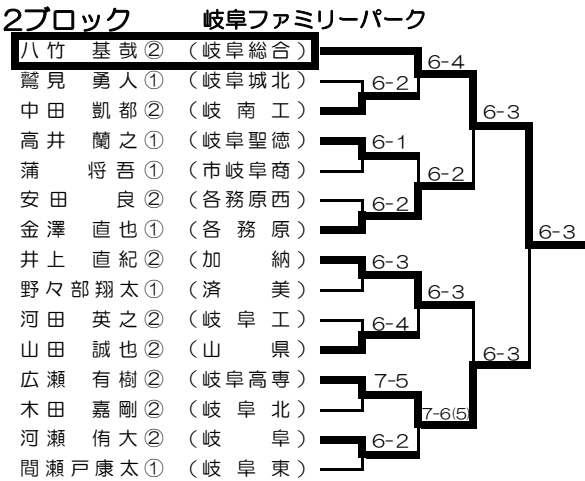 2ブロック 岐阜ファミリーパーク
八竹 基哉② (岐阜総合)
鷲見 勇人① (岐阜城北)
中田 凱都② (岐南工)
高井 蘭之① (岐阜聖徳)
蒲 将吾① (市岐阜商)
安田 良② (各務原西)
金澤 直也① (各務原)
井上 直紀② (加納)
野々部翔太① (済美)
河田 英之② (岐阜工)
山田 誠也② (山県)
広瀬 有樹② (岐阜高専)
木田 嘉剛② (岐阜北)
河瀬 侑大② (岐阜)
間瀬戸康太① (岐阜東)
6-4
6-2
6-3
6-1
6-2
6-2
6-3
6-3
6-3
6-4
6-3
7-5
7-6(5)
6-2